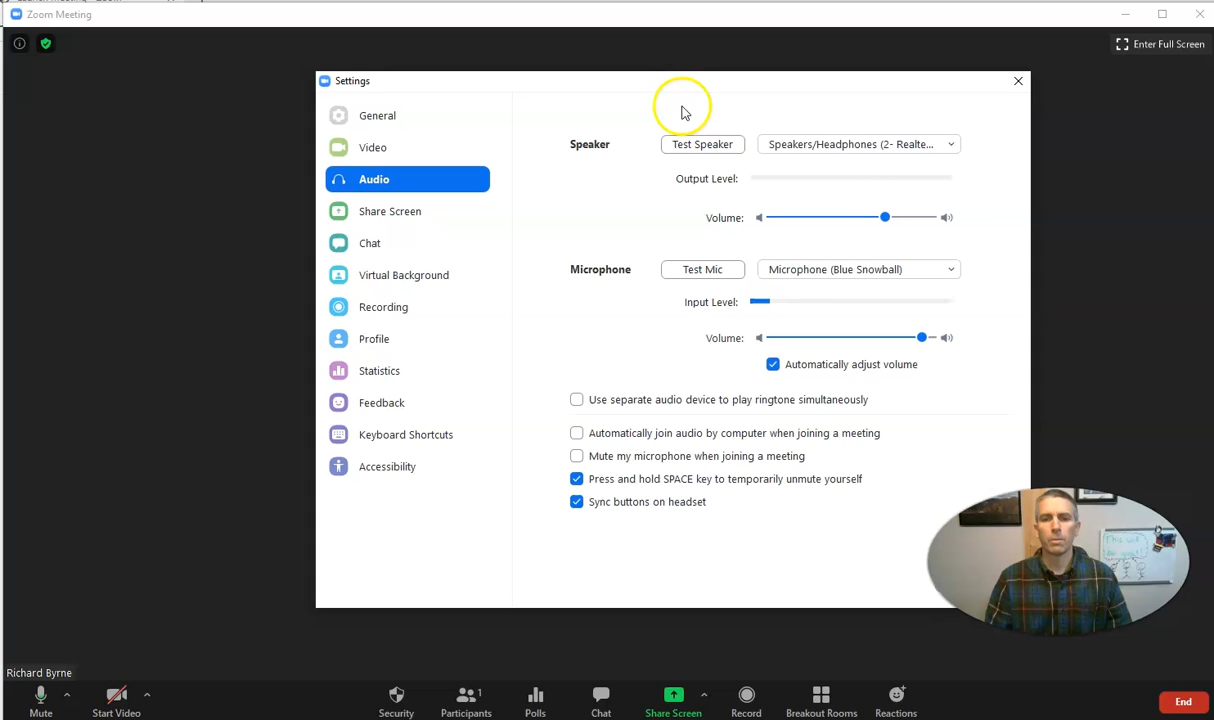 Zoom Meeting
Enter Full Screen
Settings
General
Video
Audio
Share Screen
Chat
Virtual Background
Recording
Profile
Statistics
Feedback
Keyboard Shortcuts
Accessibility
Speaker
Test Speaker
Speakers/Headphones (2- Realte...
Output Level:
Volume:
Microphone
Test Mic
Microphone (Blue Snowball)
Input Level:
Volume:
Automatically adjust volume
Use separate audio device to play ringtone simultaneously
Automatically join audio by computer when joining a meeting
Mute my microphone when joining a meeting
Press and hold SPACE key to temporarily unmute yourself
Sync buttons on headset
This will
Richard Byrne
Mute
Start Video
Security
Participants
1
Polls
Chat
Share Screen
Record
Breakout Rooms
Reactions
End